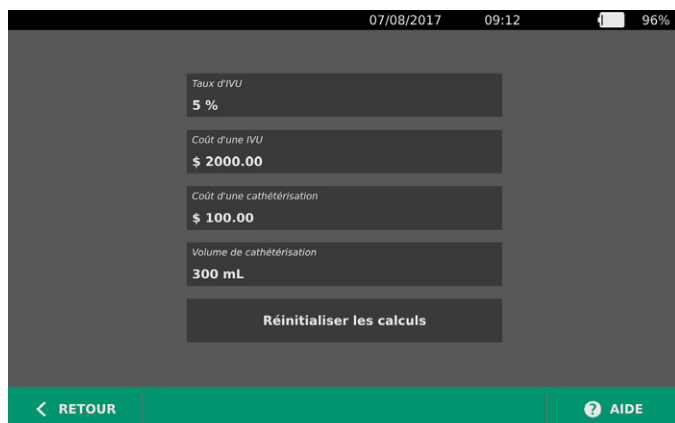 07/08/2017 09:12 96%
Taux d'IVU
5 %
Coût d'une IVU
$ 2000.00
Coût d'une cathétérisation
$ 100.00
Volume de cathétérisation
300 mL
Réinitialiser les calculs
RETOUR
? AIDE